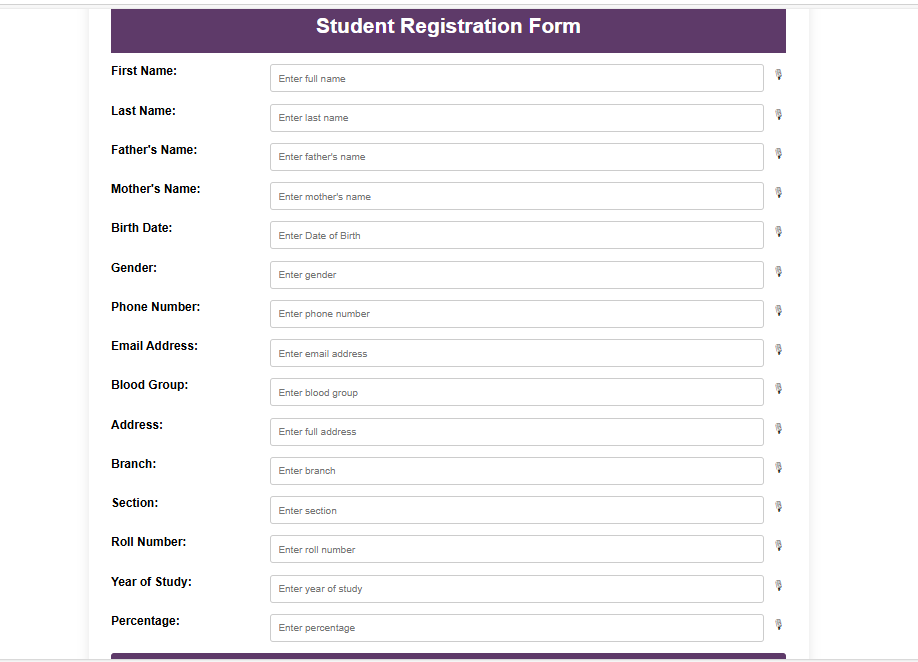 Student Registration Form
First Name:
Enter full name
Last Name:
Enter last name
Father's Name:
Enter father's name
Mother's Name:
Enter mother's name
Birth Date:
Enter Date of Birth
Gender:
Enter gender
Phone Number:
Enter phone number
Email Address:
Enter email address
Blood Group:
Enter blood group
Address:
Enter full address
Branch:
Enter branch
Section:
Enter section
Roll Number:
Enter roll number
Year of Study:
Enter year of study
Percentage:
Enter percentage